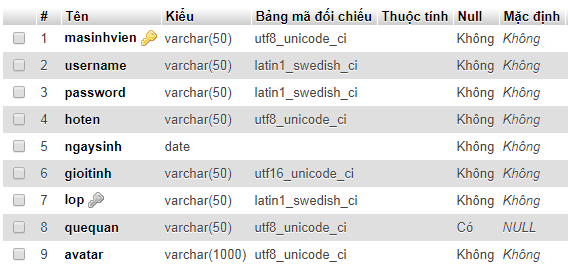 # Tên Kiểu Bảng mã đối chiếu Thuộc tính Null Mặc định
1 masinhvien varchar(50) utf8_unicode_ci Không Không
2 username varchar(50) latin1_swedish_ci Không Không
3 password varchar(50) latin1_swedish_ci Không Không
4 hoten varchar(50) utf8_unicode_ci Không Không
5 ngaysinh date Không Không
6 gioitinh varchar(50) utf16_unicode_ci Không Không
7 lop varchar(50) latin1_swedish_ci Không Không
8 quequan varchar(50) utf8_unicode_ci Có NULL
9 avatar varchar(1000) utf8_unicode_ci Không Không